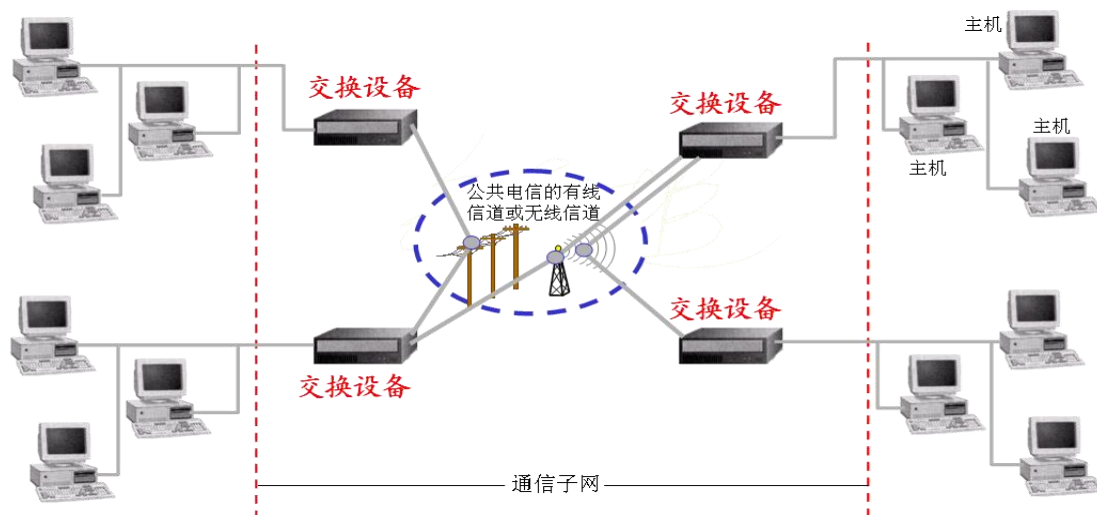 主机
交换设备
交换设备
主机
主机
公共电信的有线
信道或无线信道
交换设备
交换设备
通信子网